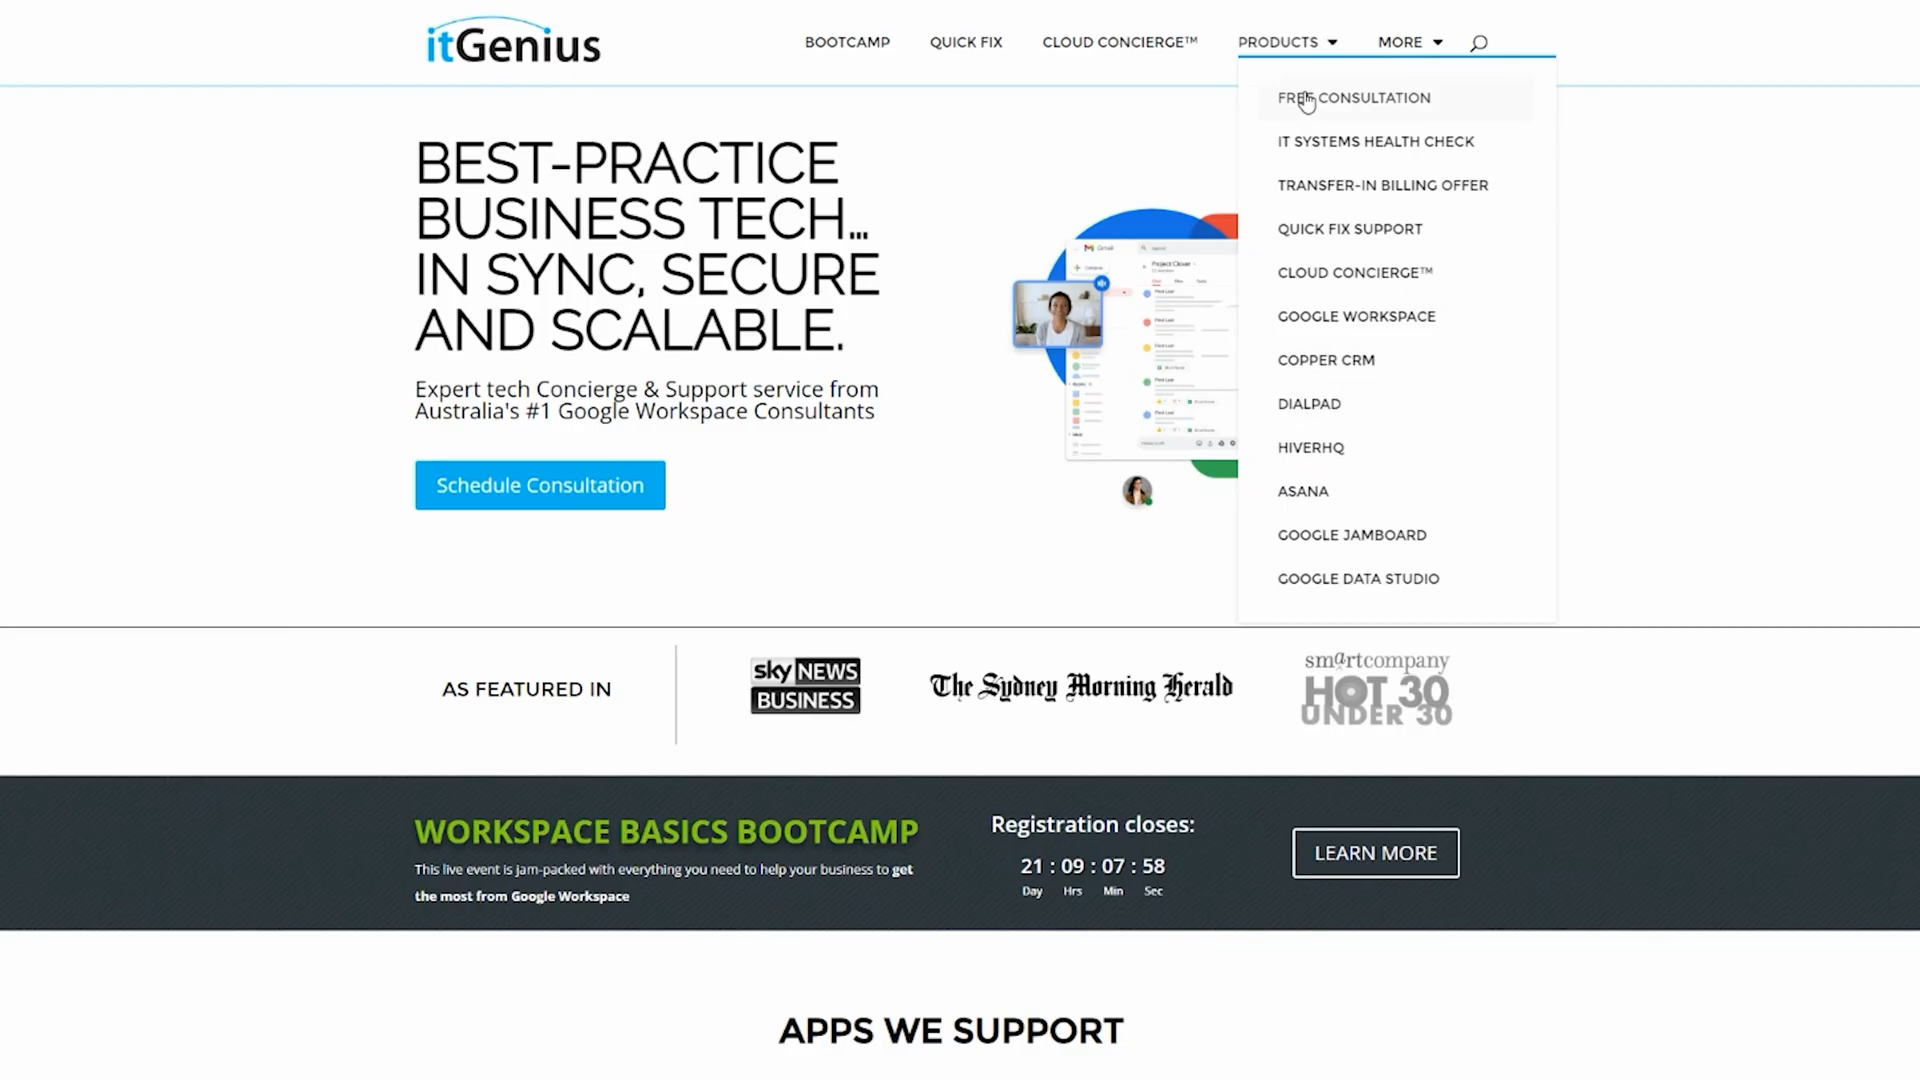 itGenius
BOOTCAMP
QUICK FIX
CLOUD CONCIERGE™
PRODUCTS
MORE
FREE CONSULTATION
IT SYSTEMS HEALTH CHECK
TRANSFER-IN BILLING OFFER
QUICK FIX SUPPORT
CLOUD CONCIERGE™
GOOGLE WORKSPACE
COPPER CRM
DIALPAD
HIVERHQ
ASANA
GOOGLE JAMBOARD
GOOGLE DATA STUDIO
BEST-PRACTICE
BUSINESS TECH...
IN SYNC, SECURE
AND SCALABLE.
Expert tech Concierge & Support service from
Australia's #1 Google Workspace Consultants
Schedule Consultation
Gmail
Project Clover
AS FEATURED IN
sky NEWS
BUSINESS
The Sydney Morning Herald
smartcompany
HOT 30
UNDER 30
WORKSPACE BASICS BOOTCAMP
This live event is jam-packed with everything you need to help your business to get
the most from Google Workspace
Registration closes:
21 : 09 : 07 : 58
Day Hrs Min Sec
LEARN MORE
APPS WE SUPPORT